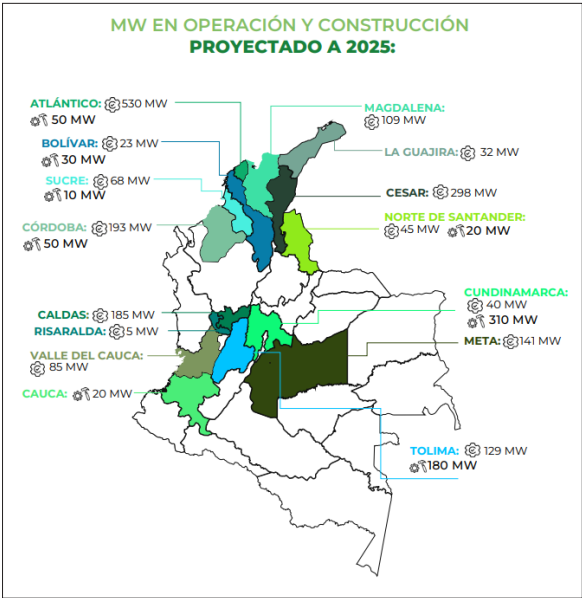 MW EN OPERACIÓN Y CONSTRUCCIÓN
PROYECTADO A 2025:
ATLÁNTICO: 530 MW
50 MW
BOLÍVAR: 23 MW
30 MW
SUCRE: 68 MW
10 MW
CÓRDOBA: 193 MW
50 MW
MAGDALENA:
109 MW
LA GUAJIRA: 32 MW
CESAR: 298 MW
NORTE DE SANTANDER:
45 MW 20 MW
CALDAS: 185 MW
RISARALDA: 5 MW
VALLE DEL CAUCA:
85 MW
CAUCA: 20 MW
CUNDINAMARCA:
40 MW
310 MW
META: 141 MW
TOLIMA: 129 MW
180 MW